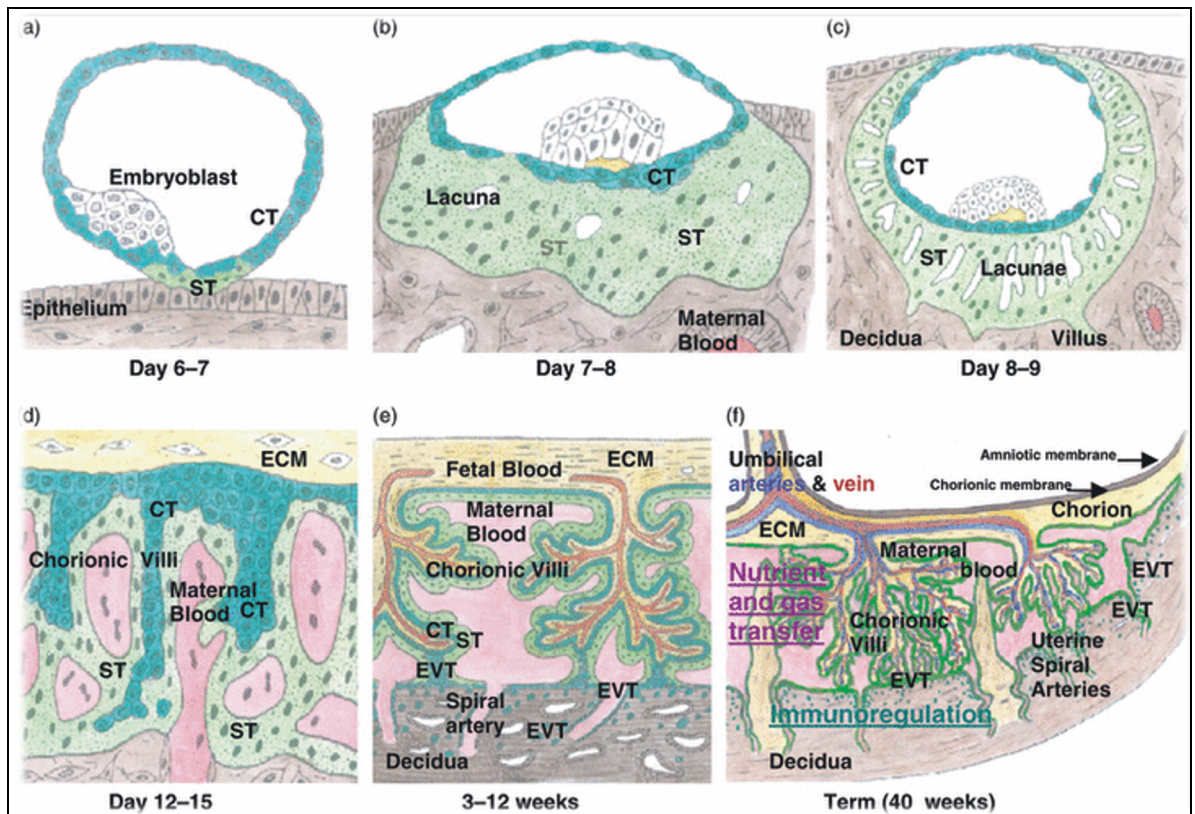 (a)
Embryoblast
CT
ST
Epithelium
Day 6–7
(b)
Lacuna
CT
ST
ST
Maternal
Blood
Day 7–8
(c)
CT
ST
Lacunae
Decidua
Villus
Day 8–9
(d)
ECM
CT
Chorionic Villi
Maternal
Blood
CT
ST
ST
Day 12–15
(e)
Fetal Blood
ECM
Maternal
Blood
Chorionic Villi
CT
ST
EVT
EVT
Spiral
artery
EVT
Decidua
3–12 weeks
(f)
Umbilical
arteries & vein
Amniotic membrane
Chorionic membrane
Chorion
ECM
Maternal
blood
Nutrient
and gas
transfer
EVT
EVT
Chorionic
Villi
Uterine
Spiral
Arteries
EVT
Immunoregulation
Decidua
Term (40 weeks)